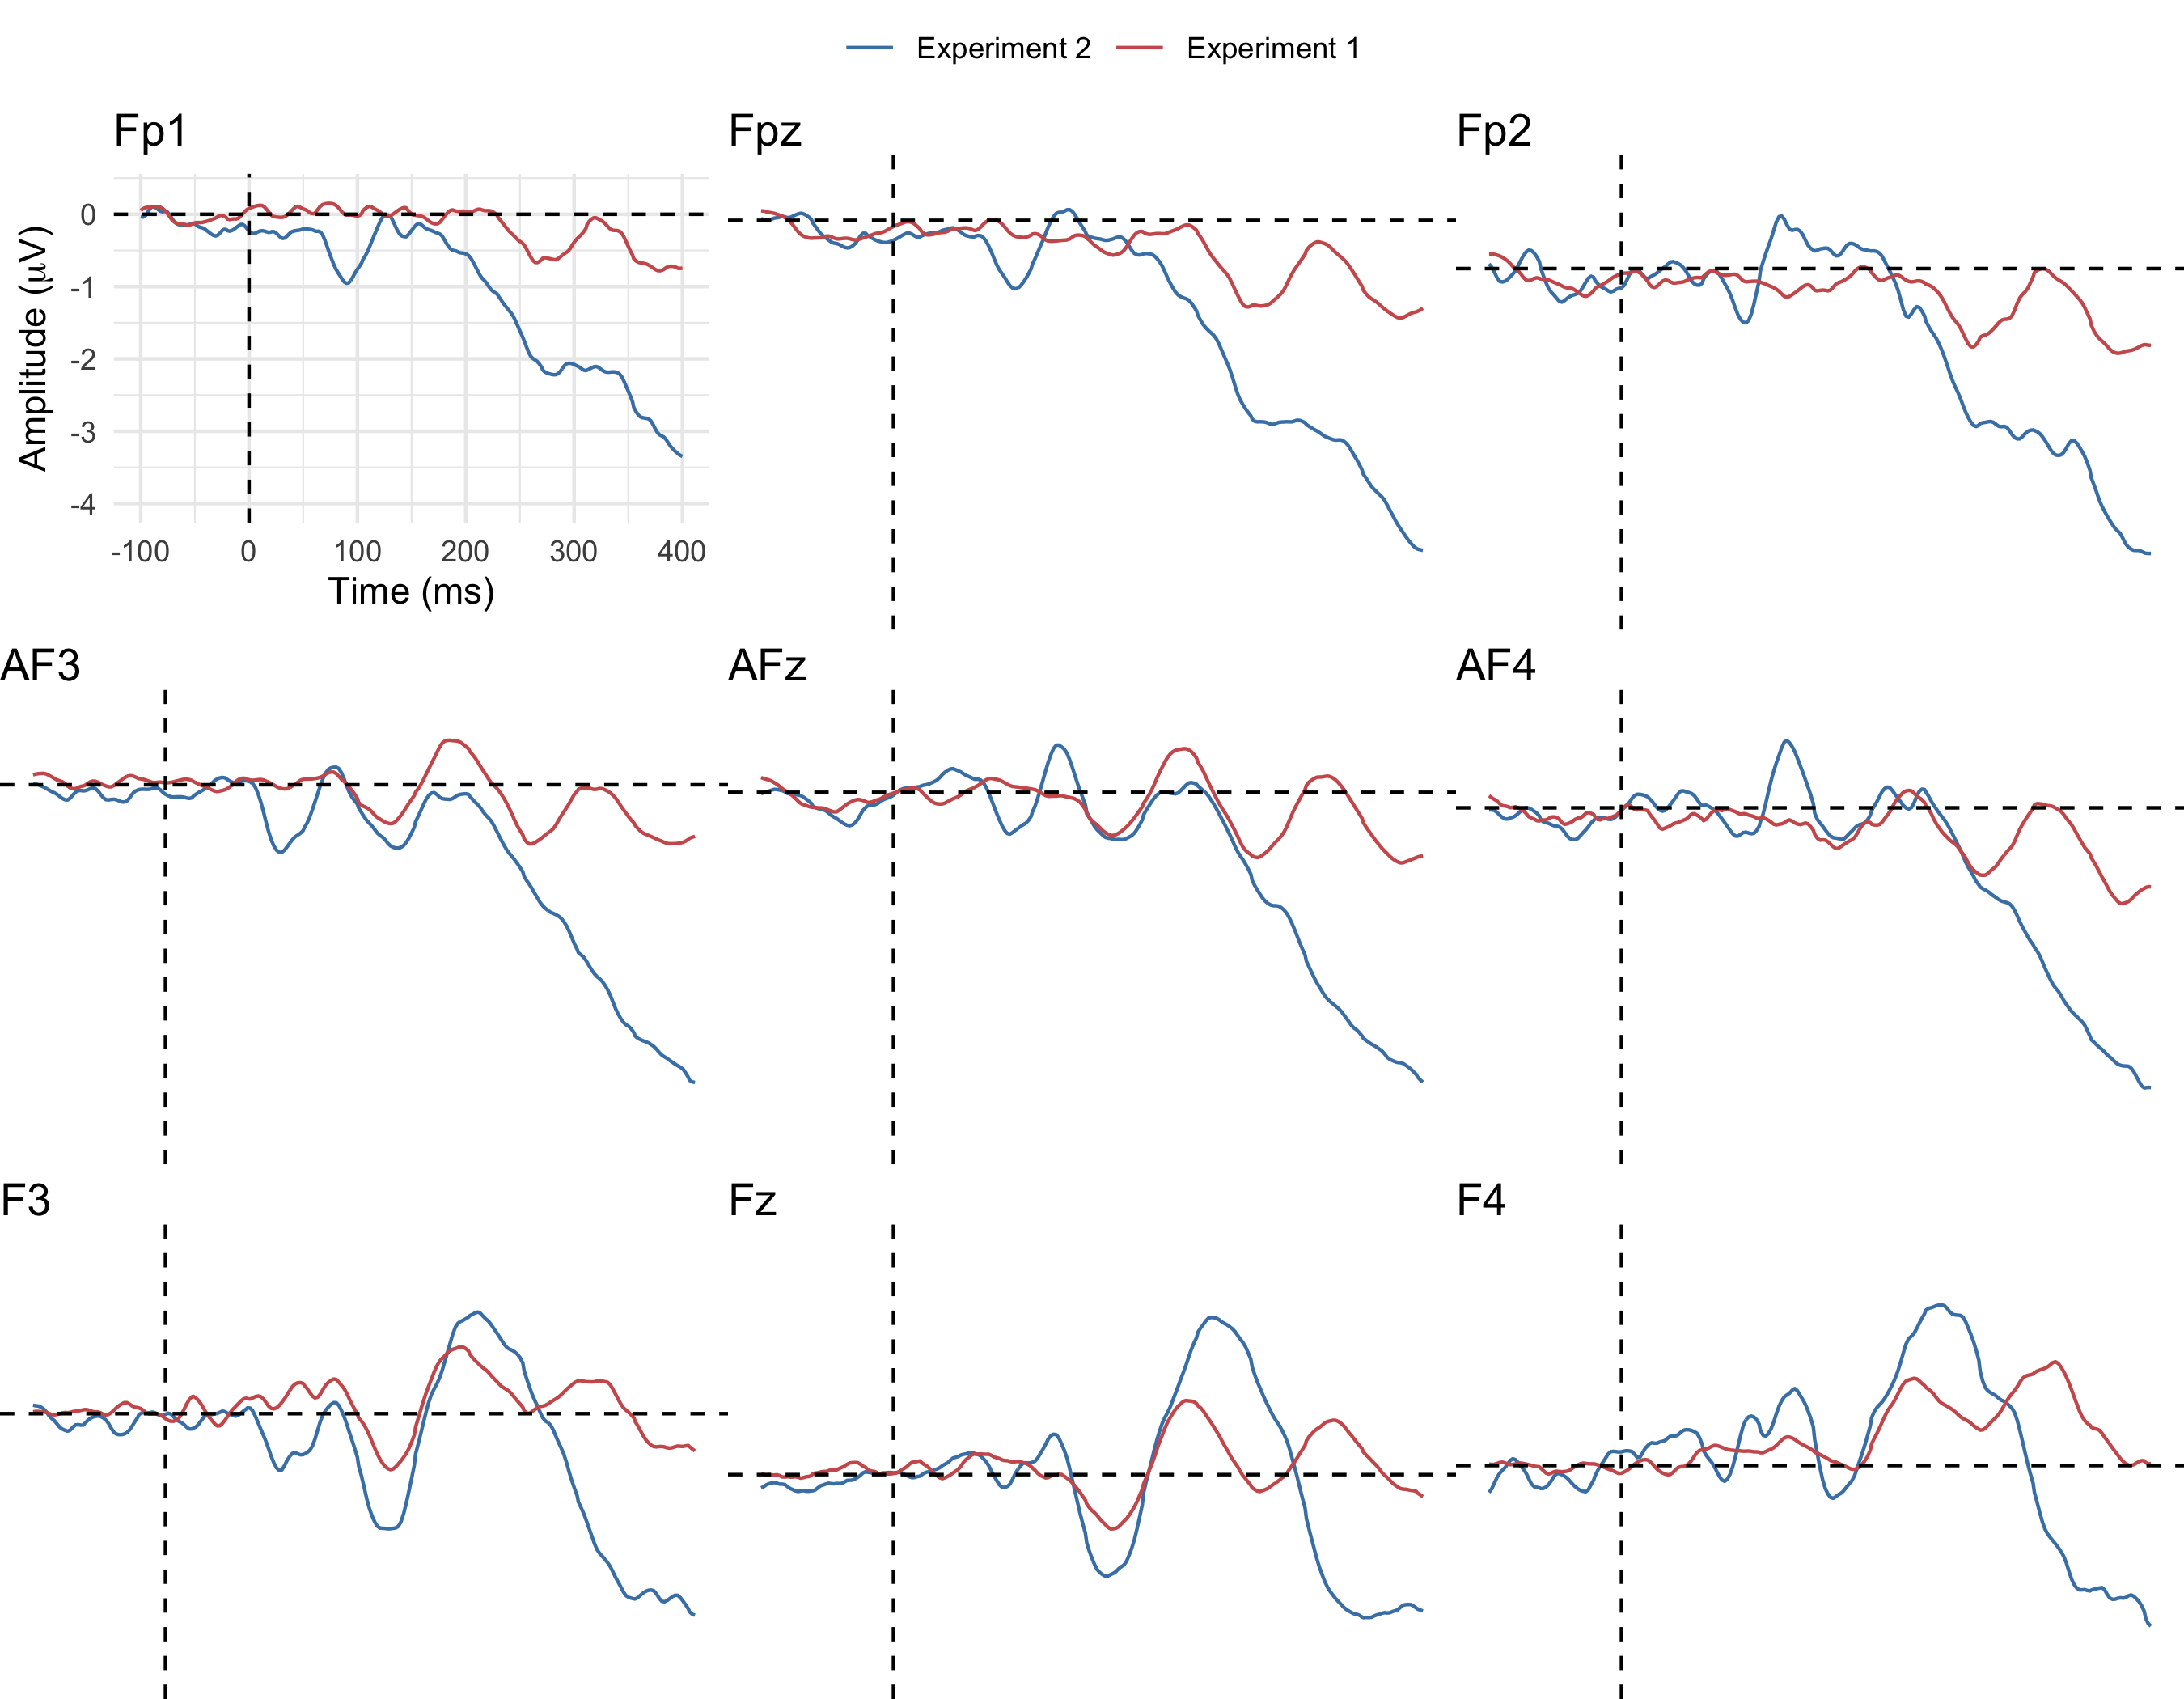 Experiment 2 Experiment 1
Fp1 Fpz Fp2
Amplitude (μV)
0
-1
-2
-3
-4
-100 0 100 200 300 400
Time (ms)
AF3 AFz AF4
F3 Fz F4